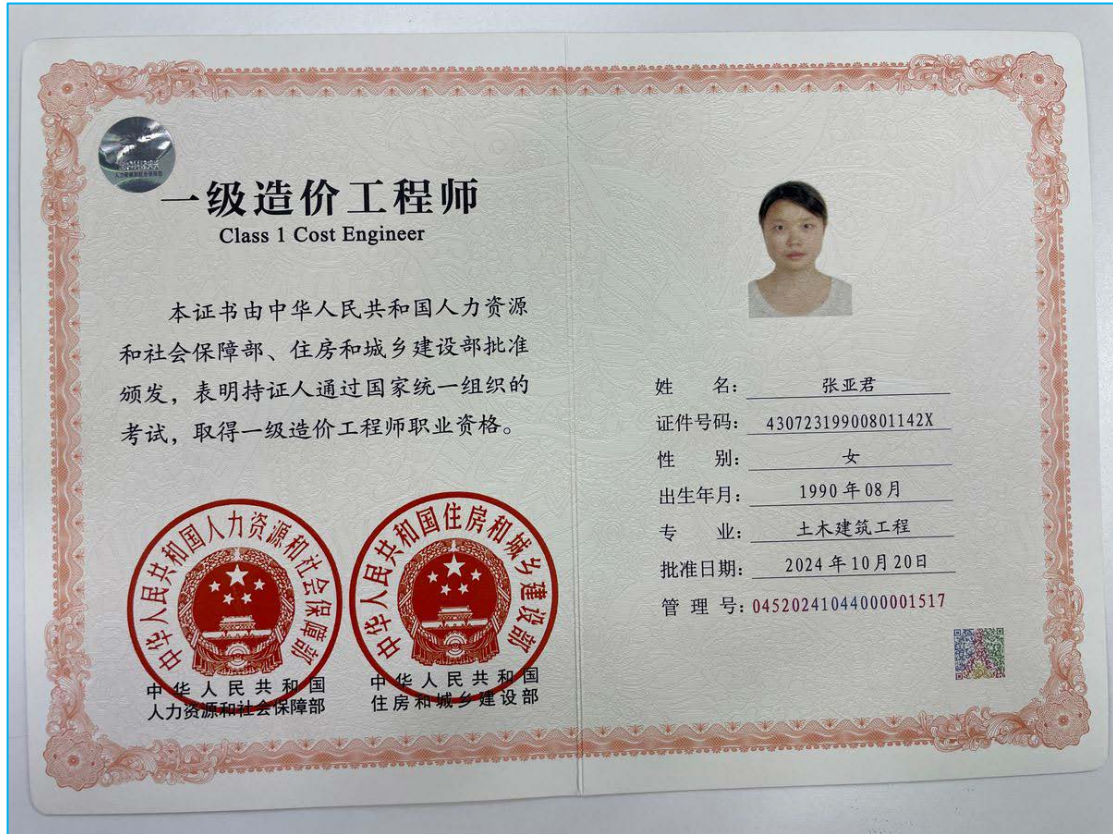 一级造价工程师
Class 1 Cost Engineer
本证书由中华人民共和国人力资源
和社会保障部、住房和城乡建设部批准
颁发，表明持证人通过国家统一组织的
考试，取得一级造价工程师职业资格。
中华人民共和国人力资源和社会保障部
中华人民共和国
人力资源和社会保障部
中华人民共和国住房和城乡建设部
中华人民共和国
住房和城乡建设部
姓 名： 张亚君
证件号码： 43072319900801142X
性 别： 女
出生年月： 1990年08月
专 业： 土木建筑工程
批准日期： 2024年10月20日
管 理 号： 04520241044000001517